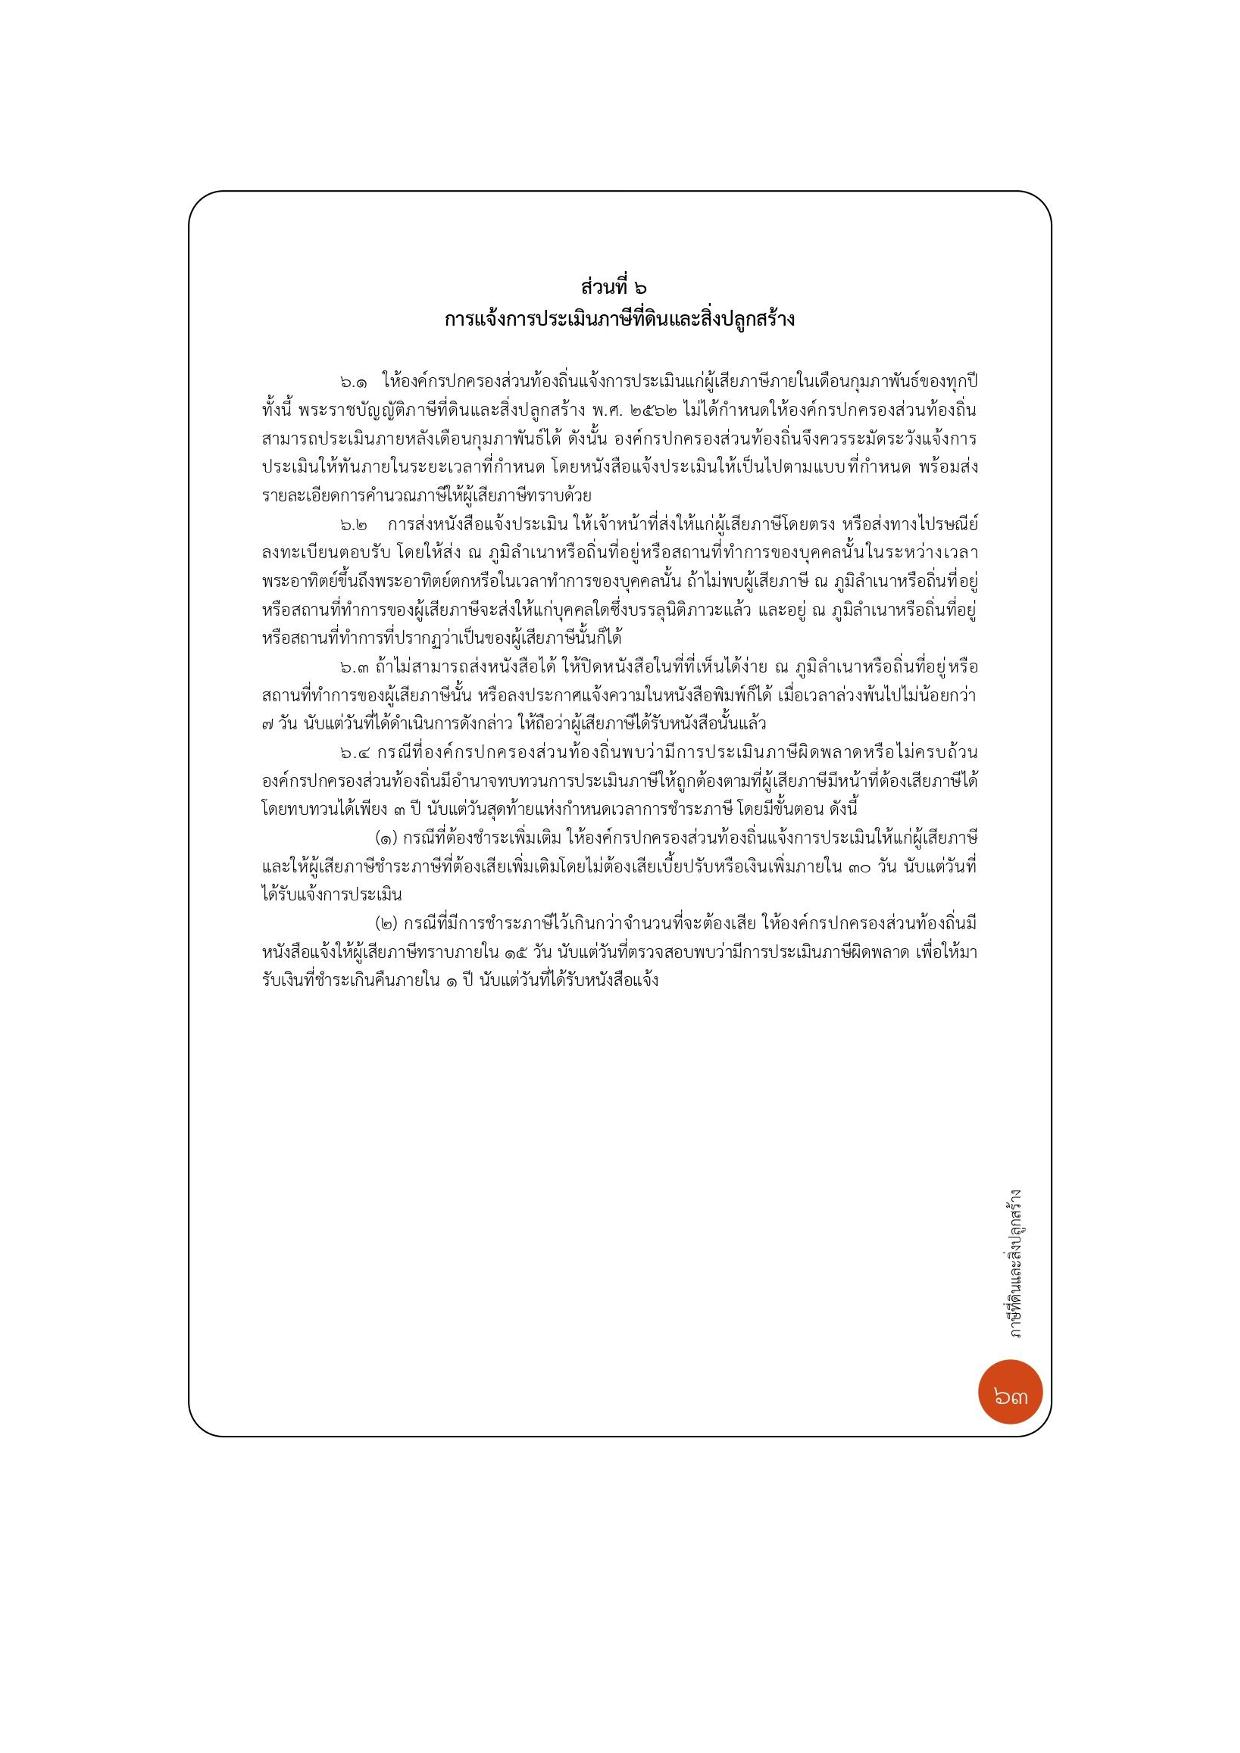 ส่วนที่ ๖
การแจ้งการประเมินภาษีที่ดินและสิ่งปลูกสร้าง
๖.๑ ให้องค์กรปกครองส่วนท้องถิ่นแจ้งการประเมินแก่ผู้เสียภาษีภายในเดือนกุมภาพันธ์ของทุกปี
ทั้งนี้ พระราชบัญญัติภาษีที่ดินและสิ่งปลูกสร้าง พ.ศ. ๒๕๖๒ ไม่ได้กำหนดให้องค์กรปกครองส่วนท้องถิ่น
สามารถประเมินภายหลังเดือนกุมภาพันธ์ได้ ดังนั้น องค์กรปกครองส่วนท้องถิ่นจึงควรระมัดระวังแจ้งการ
ประเมินให้ทันภายในระยะเวลาที่กำหนด โดยหนังสือแจ้งประเมินให้เป็นไปตามแบบที่กำหนด พร้อมส่ง
รายละเอียดการคำนวณภาษีให้ผู้เสียภาษีทราบด้วย
๖.๒ การส่งหนังสือแจ้งประเมิน ให้เจ้าหน้าที่ส่งให้แก่ผู้เสียภาษีโดยตรง หรือส่งทางไปรษณีย์
ลงทะเบียนตอบรับ โดยให้ส่ง ณ ภูมิลำเนาหรือถิ่นที่อยู่หรือสถานที่ทำการของบุคคลนั้นในระหว่างเวลา
พระอาทิตย์ขึ้นถึงพระอาทิตย์ตกหรือในเวลาทำการของบุคคลนั้น ถ้าไม่พบผู้เสียภาษี ณ ภูมิลำเนาหรือถิ่นที่อยู่
หรือสถานที่ทำการของผู้เสียภาษีจะส่งให้แก่บุคคลใดซึ่งบรรลุนิติภาวะแล้ว และอยู่ ณ ภูมิลำเนาหรือถิ่นที่อยู่
หรือสถานที่ทำการที่ปรากฏว่าเป็นของผู้เสียภาษีนั้นก็ได้
๖.๓ ถ้าไม่สามารถส่งหนังสือได้ ให้ปิดหนังสือในที่ที่เห็นได้ง่าย ณ ภูมิลำเนาหรือถิ่นที่อยู่หรือ
สถานที่ทำการของผู้เสียภาษีนั้น หรือลงประกาศแจ้งความในหนังสือพิมพ์ก็ได้ เมื่อเวลาล่วงพ้นไปไม่น้อยกว่า
๗ วัน นับแต่วันที่ได้ดำเนินการดังกล่าว ให้ถือว่าผู้เสียภาษีได้รับหนังสือนั้นแล้ว
๖.๔ กรณีที่องค์กรปกครองส่วนท้องถิ่นพบว่ามีการประเมินภาษีผิดพลาดหรือไม่ครบถ้วน
องค์กรปกครองส่วนท้องถิ่นมีอำนาจทบทวนการประเมินภาษีให้ถูกต้องตามที่ผู้เสียภาษีมีหน้าที่ต้องเสียภาษีได้
โดยทบทวนได้เพียง ๓ ปี นับแต่วันสุดท้ายแห่งกำหนดเวลาการชำระภาษี โดยมีขั้นตอน ดังนี้
(๑) กรณีที่ต้องชำระเพิ่มเติม ให้องค์กรปกครองส่วนท้องถิ่นแจ้งการประเมินให้แก่ผู้เสียภาษี
และให้ผู้เสียภาษีชำระภาษีที่ต้องเสียเพิ่มเติมโดยไม่ต้องเสียเบี้ยปรับหรือเงินเพิ่มภายใน ๓๐ วัน นับแต่วันที่
ได้รับแจ้งการประเมิน
(๒) กรณีที่มีการชำระภาษีไว้เกินกว่าจำนวนที่จะต้องเสีย ให้องค์กรปกครองส่วนท้องถิ่นมี
หนังสือแจ้งให้ผู้เสียภาษีทราบภายใน ๑๕ วัน นับแต่วันที่ตรวจสอบพบว่ามีการประเมินภาษีผิดพลาด เพื่อให้มา
รับเงินที่ชำระเกินคืนภายใน ๑ ปี นับแต่วันที่ได้รับหนังสือแจ้ง
ภาษีที่ดินและสิ่งปลูกสร้าง
๖๓